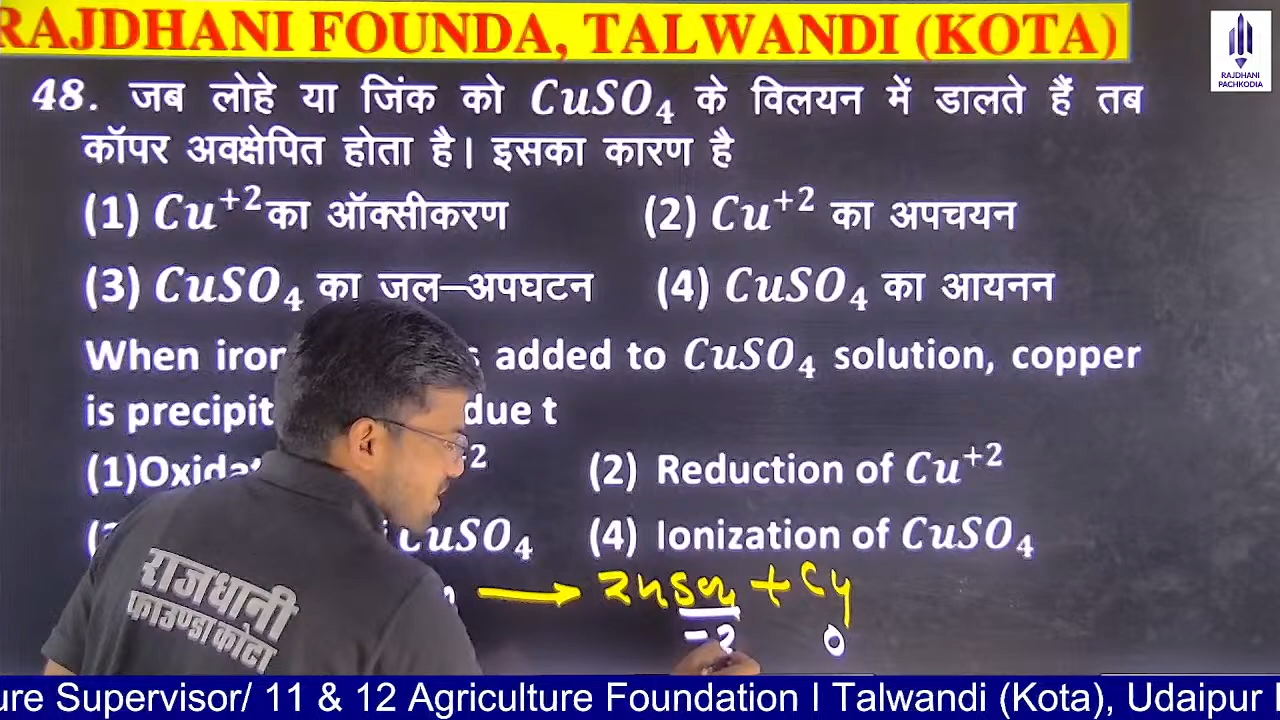 RAJDHANI FOUNDA, TALWANDI (KOTA)
RAJDHANI
PACHKODIA
48. जब लोहे या जिंक को CuSO₄ के विलयन में डालते हैं तब
कॉपर अवक्षेपित होता है। इसका कारण है
(1) Cu⁺² का ऑक्सीकरण (2) Cu⁺² का अपचयन
(3) CuSO₄ का जल–अपघटन (4) CuSO₄ का आयनन
When iron added to CuSO₄ solution, copper
is precipit due t
(1)Oxida ² (2) Reduction of Cu⁺²
CuSO₄ (4) Ionization of CuSO₄
⟶ ZnSO₄ + Cu
-2 0
राजधानी
फाउण्डा कोटा
ure Supervisor/ 11 & 12 Agriculture Foundation I Talwandi (Kota), Udaipur